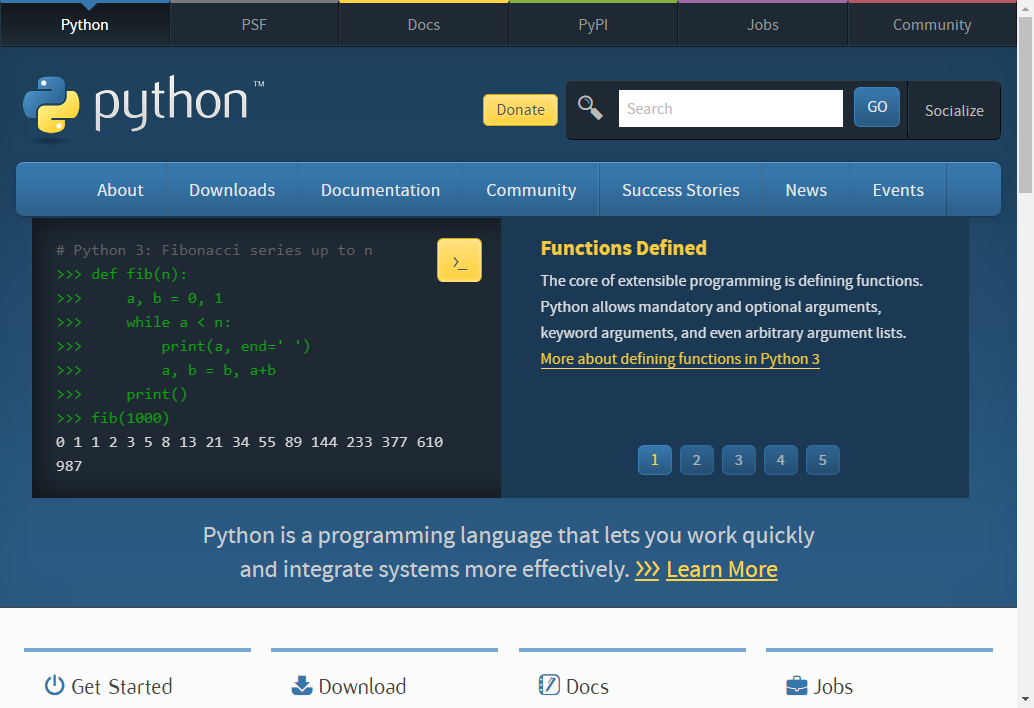 Python PSF Docs PyPI Jobs Community
python™
Donate Search GO Socialize
About Downloads Documentation Community Success Stories News Events
# Python 3: Fibonacci series up to n
>>> def fib(n):
>>>     a, b = 0, 1
>>>     while a < n:
>>>         print(a, end=' ')
>>>         a, b = b, a+b
>>>     print()
>>> fib(1000)
0 1 1 2 3 5 8 13 21 34 55 89 144 233 377 610
987
>_
Functions Defined
The core of extensible programming is defining functions.
Python allows mandatory and optional arguments,
keyword arguments, and even arbitrary argument lists.
More about defining functions in Python 3
1 2 3 4 5
Python is a programming language that lets you work quickly
and integrate systems more effectively. >>> Learn More
Get Started Download Docs Jobs